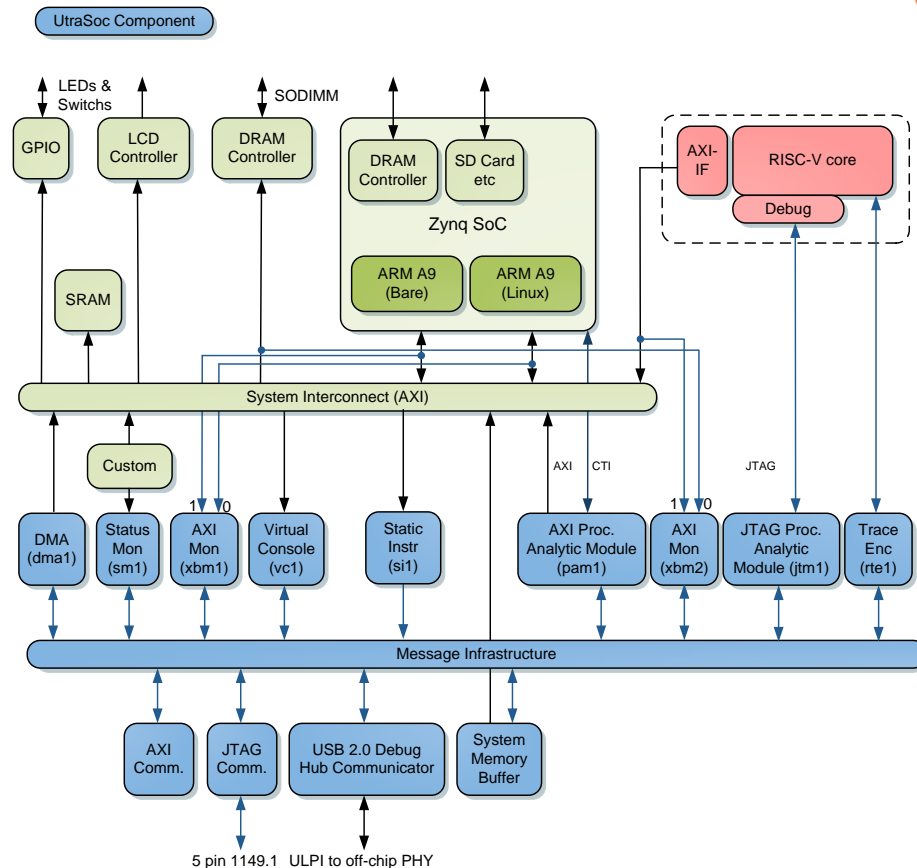 UtraSoc Component
LEDs &
Switchs
SODIMM
GPIO
LCD
Controller
DRAM
Controller
DRAM
Controller
SD Card
etc
Zynq SoC
ARM A9
(Bare)
ARM A9
(Linux)
AXI-
IF
RISC-V core
Debug
SRAM
System Interconnect (AXI)
Custom
AXI
CTI
JTAG
1
0
1
0
DMA
(dma1)
Status
Mon
(sm1)
AXI
Mon
(xbm1)
Virtual
Console
(vc1)
Static
Instr
(si1)
AXI Proc.
Analytic Module
(pam1)
AXI
Mon
(xbm2)
JTAG Proc.
Analytic
Module (jtm1)
Trace
Enc
(rte1)
Message Infrastructure
AXI
Comm.
JTAG
Comm.
USB 2.0 Debug
Hub Communicator
System
Memory
Buffer
5 pin 1149.1
ULPI to off-chip PHY